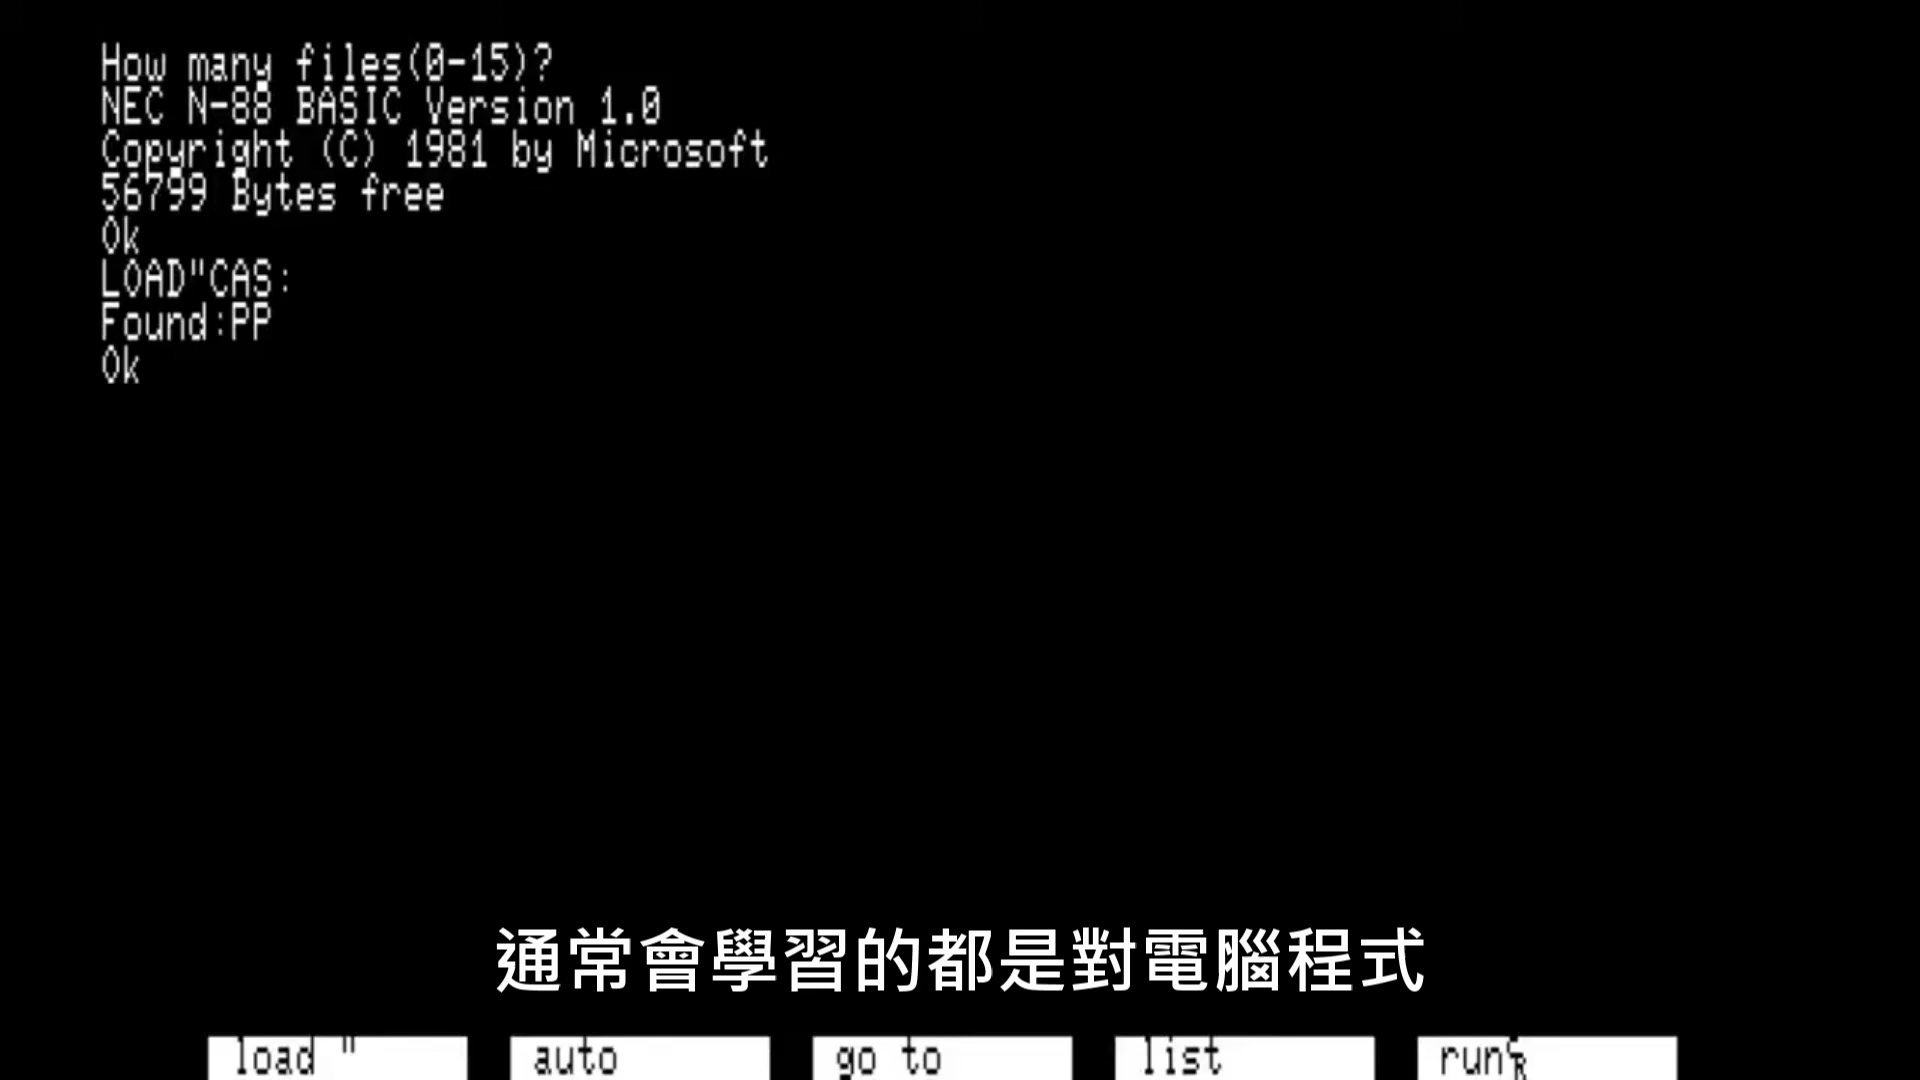 How many files(0-15)?
NEC N-88 BASIC Version 1.0
Copyright (C) 1981 by Microsoft
56799 Bytes free
Ok
LOAD"CAS:
Found:PP
Ok
通常會學習的都是對電腦程式
load "
auto
go to
list
run